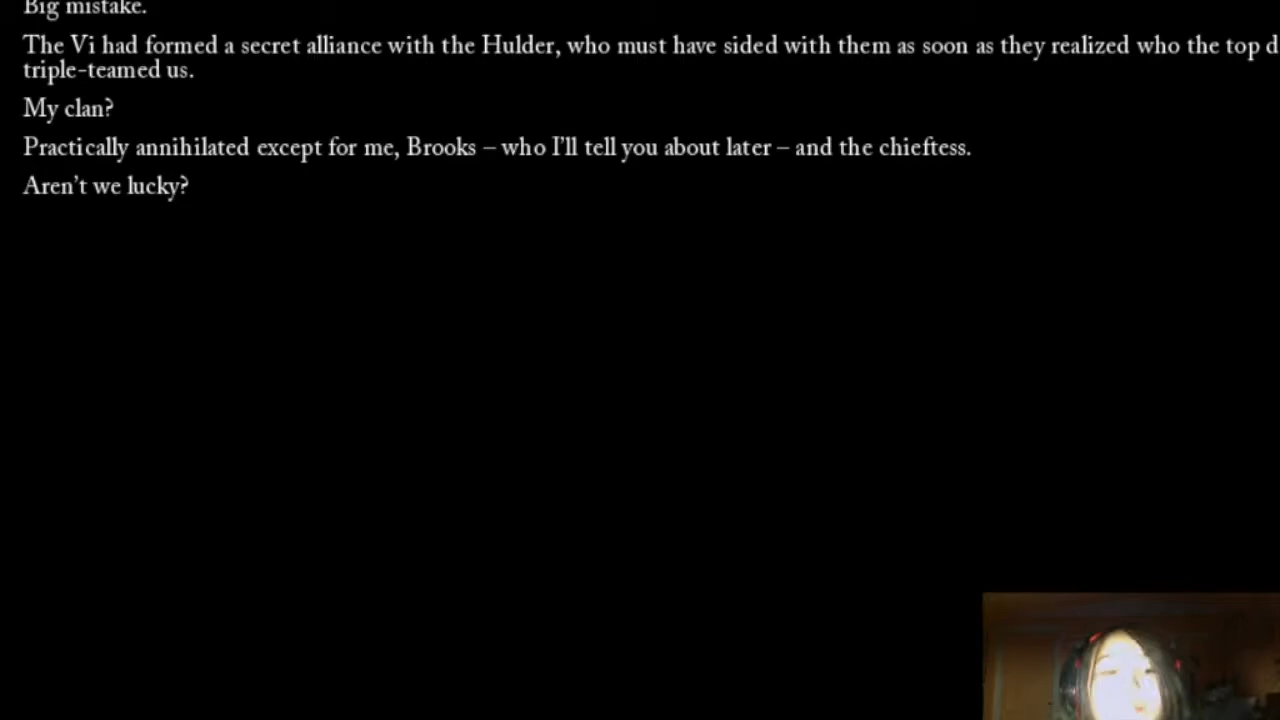 Big mistake.
The Vi had formed a secret alliance with the Hulder, who must have sided with them as soon as they realized who the top
triple-teamed us.
My clan?
Practically annihilated except for me, Brooks – who I'll tell you about later – and the chieftess.
Aren't we lucky?